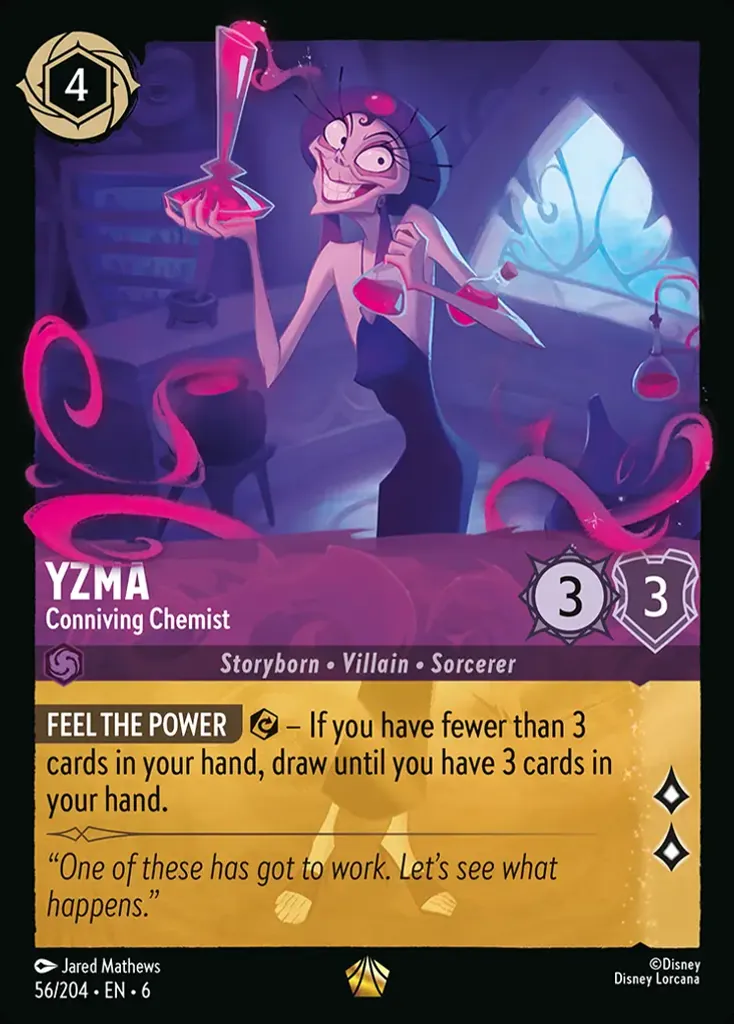 4
YZMA
Conniving Chemist
3
3
Storyborn • Villain • Sorcerer
FEEL THE POWER – If you have fewer than 3
cards in your hand, draw until you have 3 cards in
your hand.
“One of these has got to work. Let’s see what
happens.”
Jared Mathews
56/204 • EN • 6
©Disney
Disney Lorcana